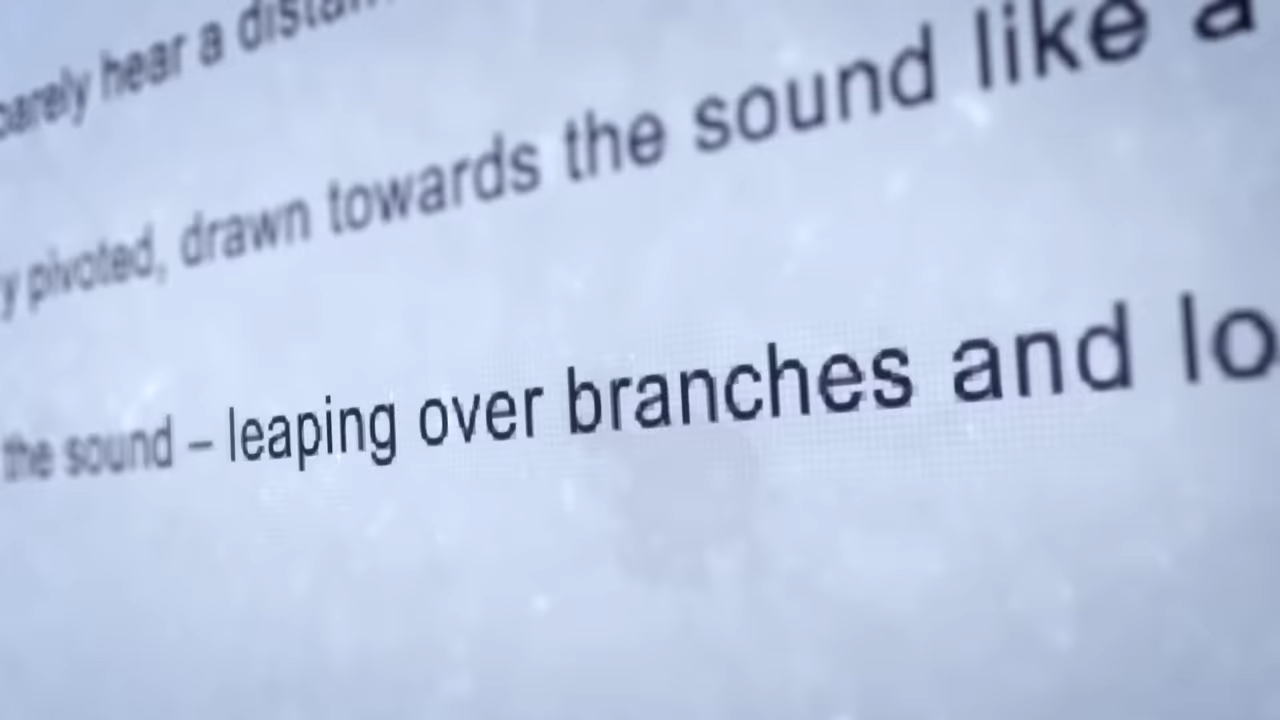 barely hear a distan
y pivoted, drawn towards the sound like a
the sound – leaping over branches and lo